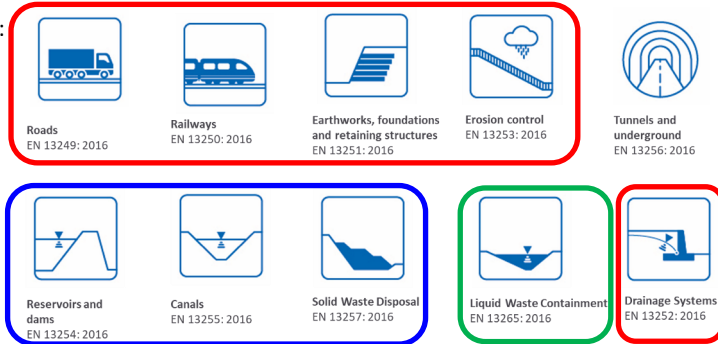 :
Roads
EN 13249: 2016
Railways
EN 13250: 2016
Earthworks, foundations
and retaining structures
EN 13251: 2016
Erosion control
EN 13253: 2016
Tunnels and
underground
EN 13256: 2016
Reservoirs and
dams
EN 13254: 2016
Canals
EN 13255: 2016
Solid Waste Disposal
EN 13257: 2016
Liquid Waste Containment
EN 13265: 2016
Drainage Systems
EN 13252: 2016